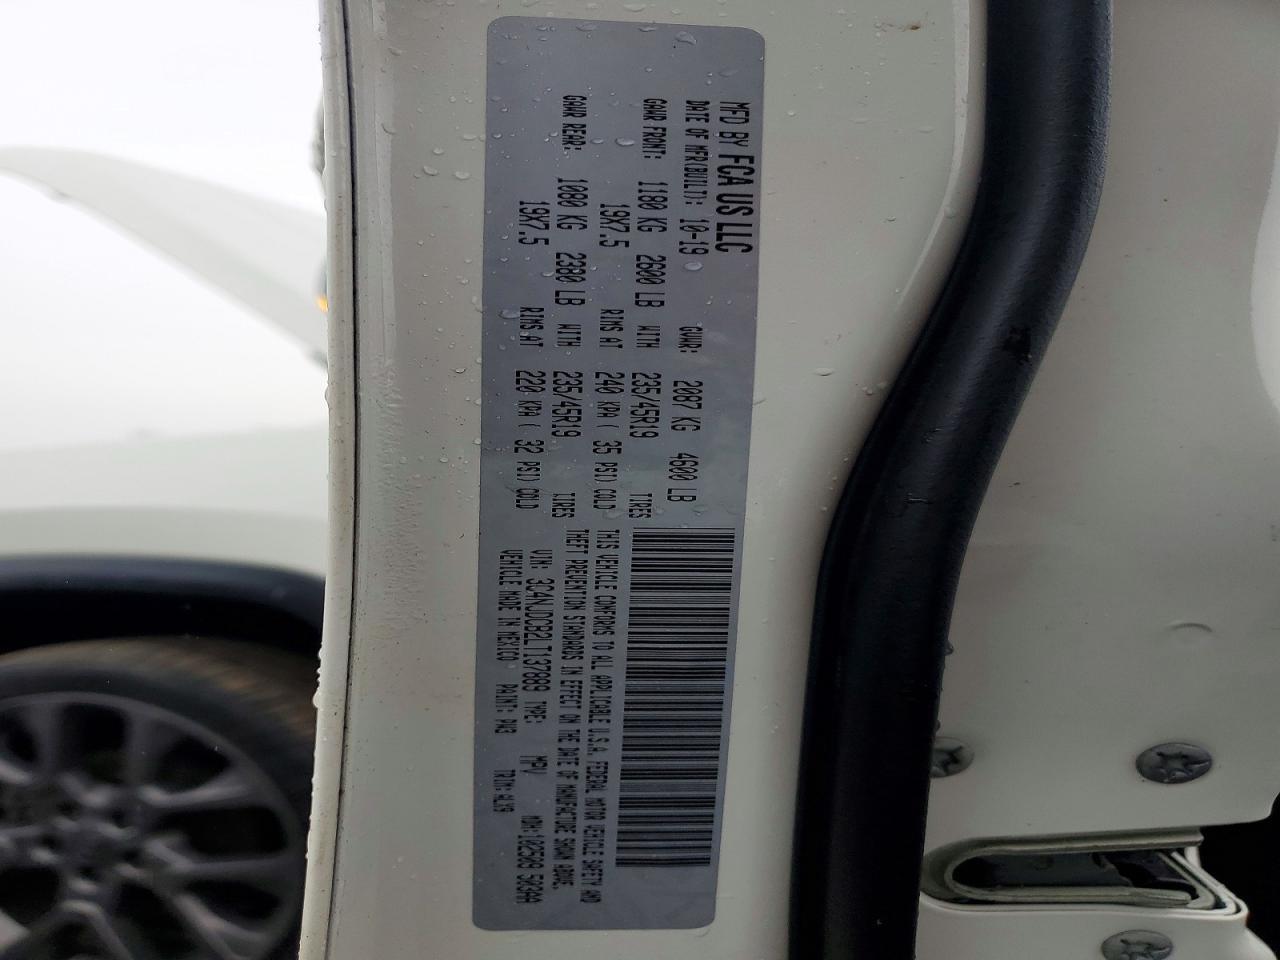 MFD BY FCA US LLC
DATE OF MFR(BUILT): 10-19 GVWR: 2087 KG 4600 LB
GAWR FRONT: 1180 KG 2600 LB WITH 235/45R19 TIRES
19X7.5 RIMS AT 240 KPA ( 35 PSI) COLD
GAWR REAR: 1080 KG 2380 LB WITH 235/45R19 TIRES
19X7.5 RIMS AT 220 KPA ( 32 PSI) COLD
THIS VEHICLE CONFORMS TO ALL APPLICABLE U.S.A. FEDERAL MOTOR VEHICLE SAFETY AND
THEFT PREVENTION STANDARDS IN EFFECT ON THE DATE OF MANUFACTURE SHOWN ABOVE.
VIN: 3C4NJDCB2LT137889 TYPE: MPV MDH: 102509 5034A
VEHICLE MADE IN MEXICO PAINT: PW3 TRIM: WLX9